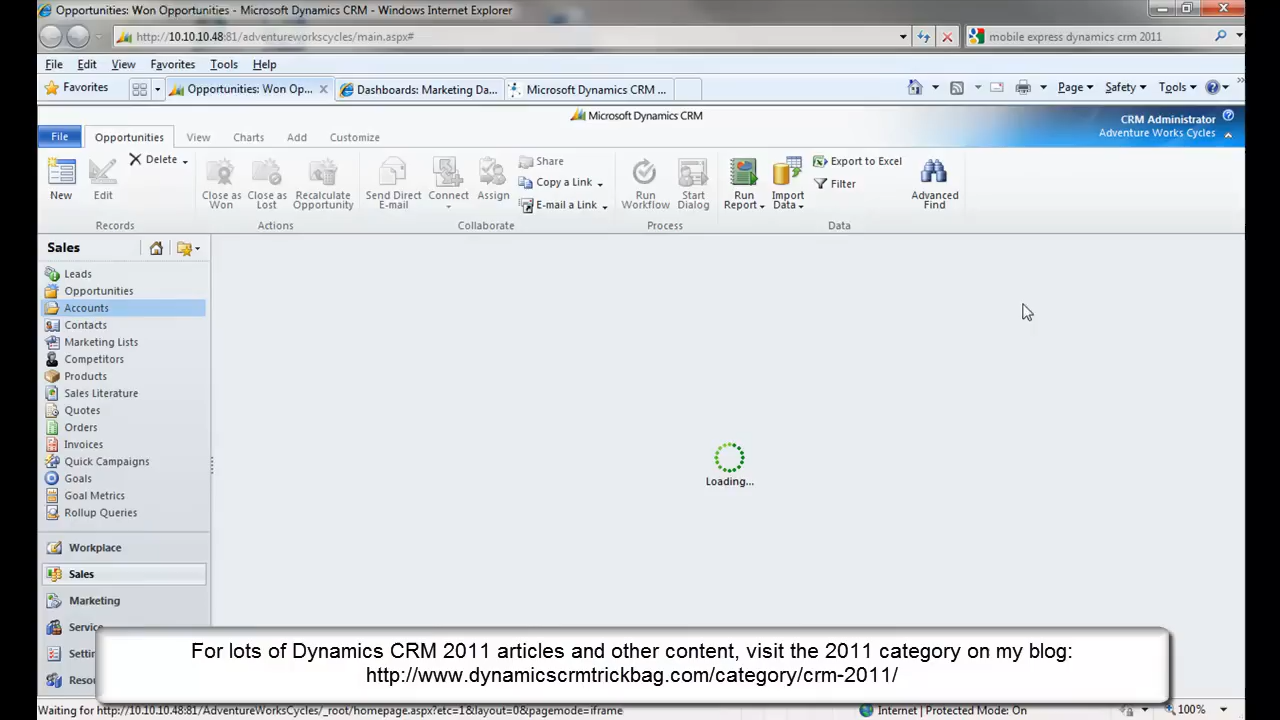 Opportunities: Won Opportunities - Microsoft Dynamics CRM - Windows Internet Explorer
http://10.10.10.48:81/adventureworkscycles/main.aspx#
mobile express dynamics crm 2011
File Edit View Favorites Tools Help
Favorites
Opportunities: Won Op...
Dashboards: Marketing Da...
Microsoft Dynamics CRM ...
Page Safety Tools
Microsoft Dynamics CRM
CRM Administrator
Adventure Works Cycles
File Opportunities View Charts Add Customize
New
Edit
Delete
Records
Close as Won
Close as Lost
Recalculate Opportunity
Actions
Send Direct E-mail
Connect
Assign
Share
Copy a Link
E-mail a Link
Collaborate
Run Workflow
Start Dialog
Process
Run Report
Import Data
Export to Excel
Filter
Advanced Find
Data
Sales
Leads
Opportunities
Accounts
Contacts
Marketing Lists
Competitors
Products
Sales Literature
Quotes
Orders
Invoices
Quick Campaigns
Goals
Goal Metrics
Rollup Queries
Workplace
Sales
Marketing
Service
Settin
Resou
Loading...
For lots of Dynamics CRM 2011 articles and other content, visit the 2011 category on my blog:
http://www.dynamicscrmtrickbag.com/category/crm-2011/
Waiting for http://10.10.10.48:81/AdventureWorksCycles/_root/homepage.aspx?etc=1&layout=0&pagemode=iframe
Internet | Protected Mode: On
100%